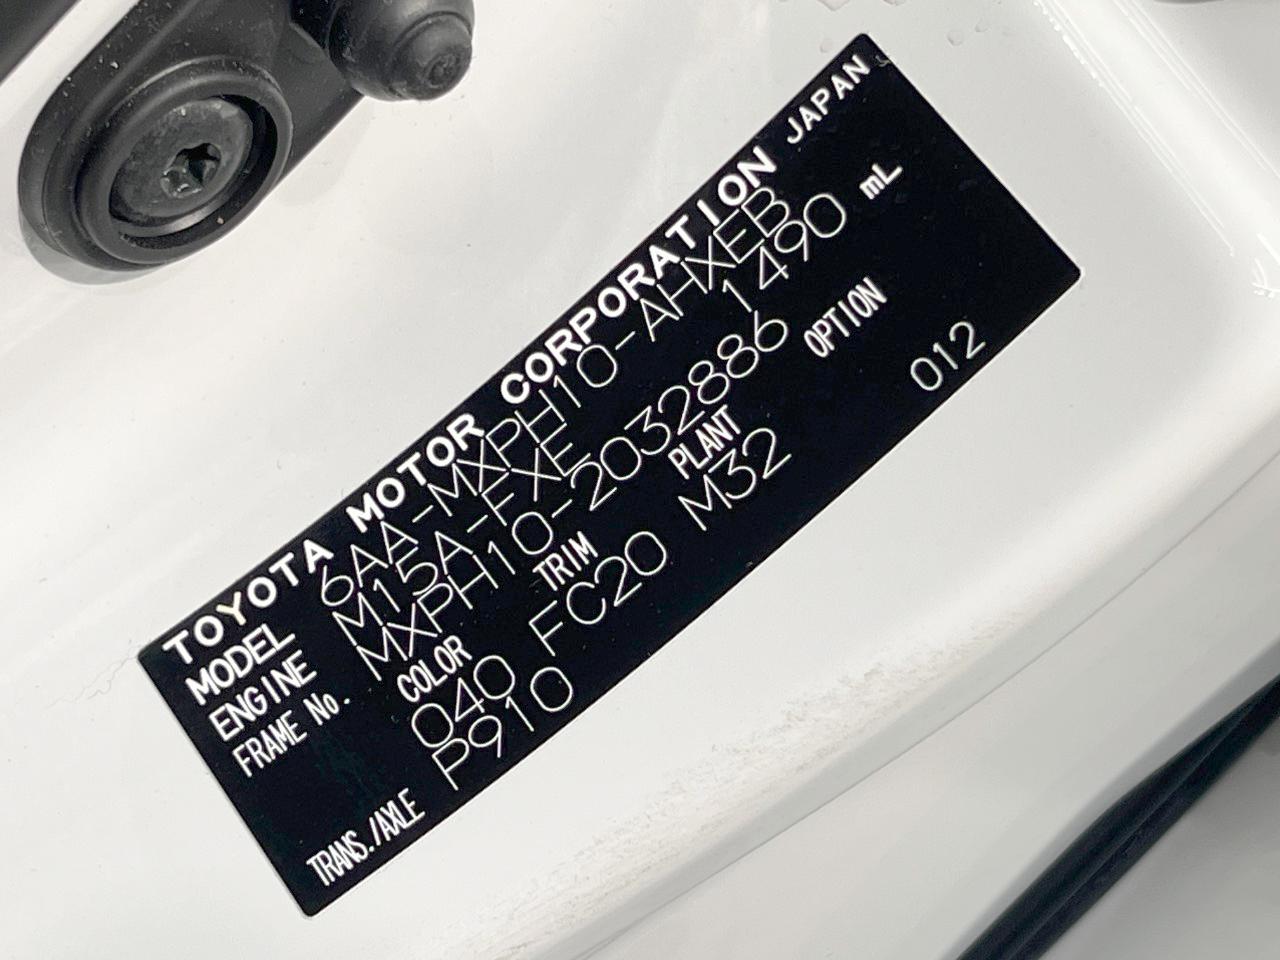 TOYOTA MOTOR CORPORATION JAPAN
MODEL 6AA-MXPH10-AHXEB
ENGINE M15A-FXE 1490 mL
FRAME No. MXPH10-2032886
COLOR TRIM PLANT OPTION
040 FC20 M32 012
TRANS./AXLE P910